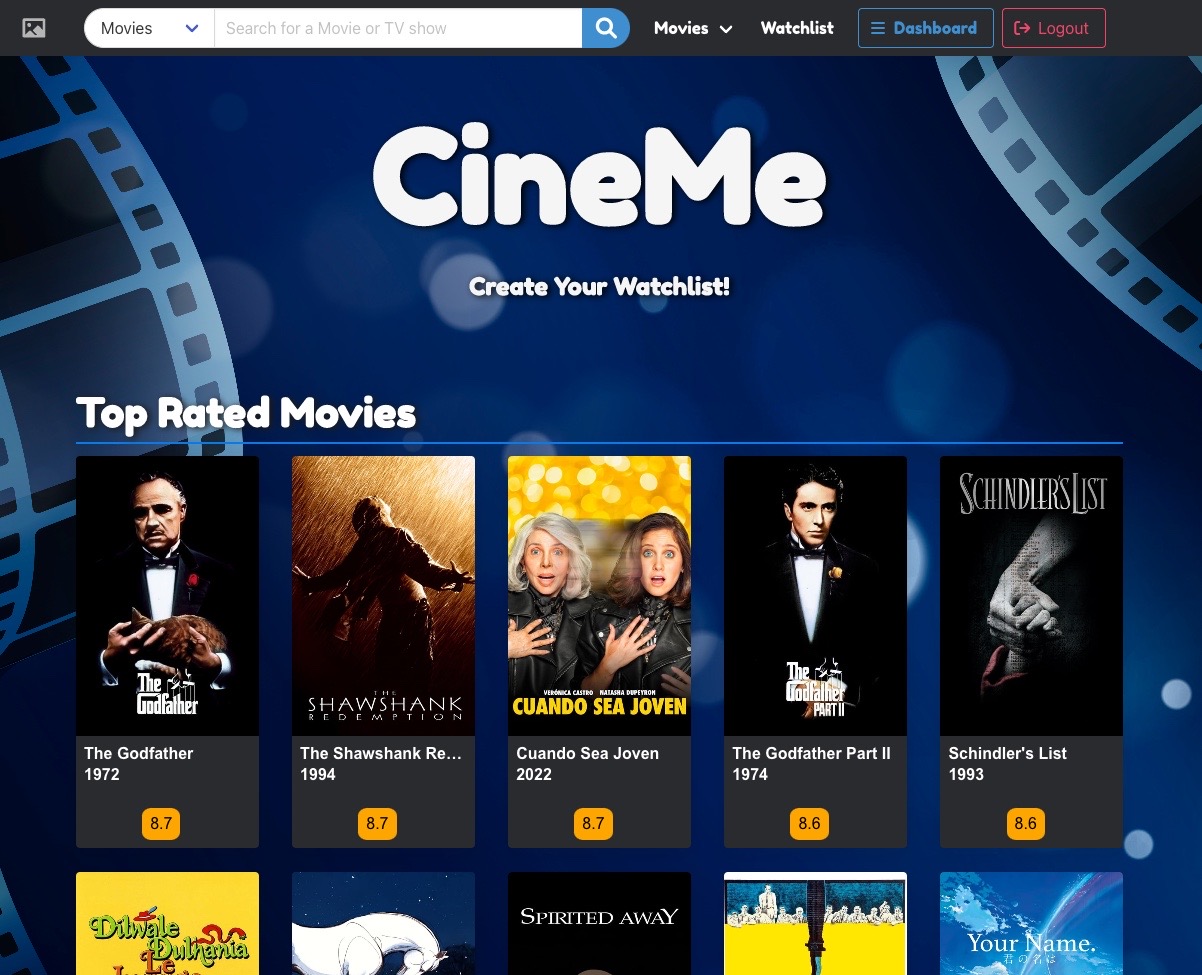 Movies
Search for a Movie or TV show
Movies
Watchlist
Dashboard
Logout
CineMe
Create Your Watchlist!
Top Rated Movies
The
Godfather
The Godfather
1972
8.7
THE
SHAWSHANK
REDEMPTION
The Shawshank Re...
1994
8.7
VERÓNICA CASTRO NATASHA DUPEYRON
CUANDO SEA JOVEN
Cuando Sea Joven
2022
8.7
The
Godfather
PART II
The Godfather Part II
1974
8.6
SCHINDLER'S LIST
Schindler's List
1993
8.6
Dilwale
Dulhania
Le
SPIRITED AWAY
Your Name.
君の名は